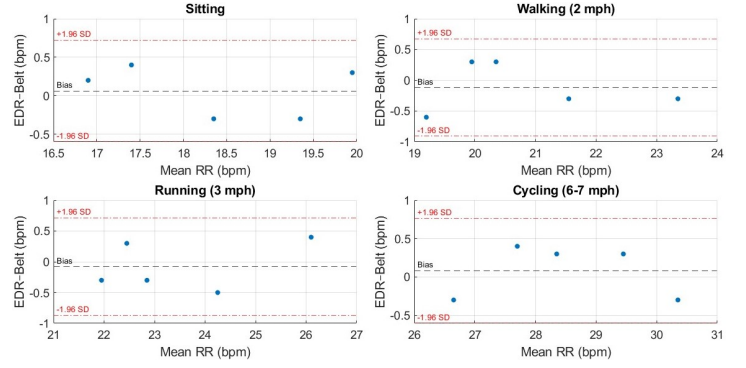 Sitting
1
+1.96 SD
0.5
Bias
0
-0.5
-1.96 SD
16.5 17 17.5 18 18.5 19 19.5 20
EDR-Belt (bpm)
Mean RR (bpm)
Walking (2 mph)
1
+1.96 SD
0.5
0
Bias
-0.5
-1.96 SD
-1
19 20 21 22 23 24
EDR-Belt (bpm)
Mean RR (bpm)
Running (3 mph)
1
+1.96 SD
0.5
0
Bias
-0.5
-1.96 SD
-1
21 22 23 24 25 26 27
EDR-Belt (bpm)
Mean RR (bpm)
Cycling (6-7 mph)
1
+1.96 SD
0.5
Bias
0
-0.5
-1.96 SD
26 27 28 29 30 31
EDR-Belt (bpm)
Mean RR (bpm)